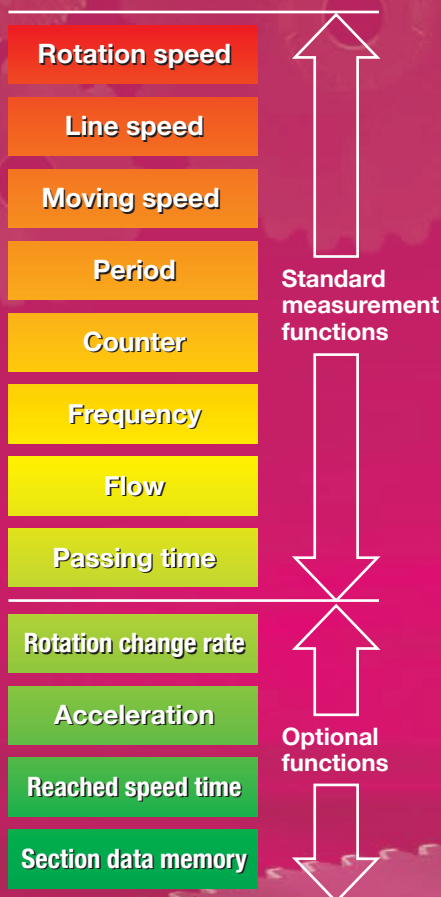 Rotation speed
Line speed
Moving speed
Period
Counter
Frequency
Flow
Passing time
Standard
measurement
functions
Rotation change rate
Acceleration
Reached speed time
Section data memory
Optional
functions